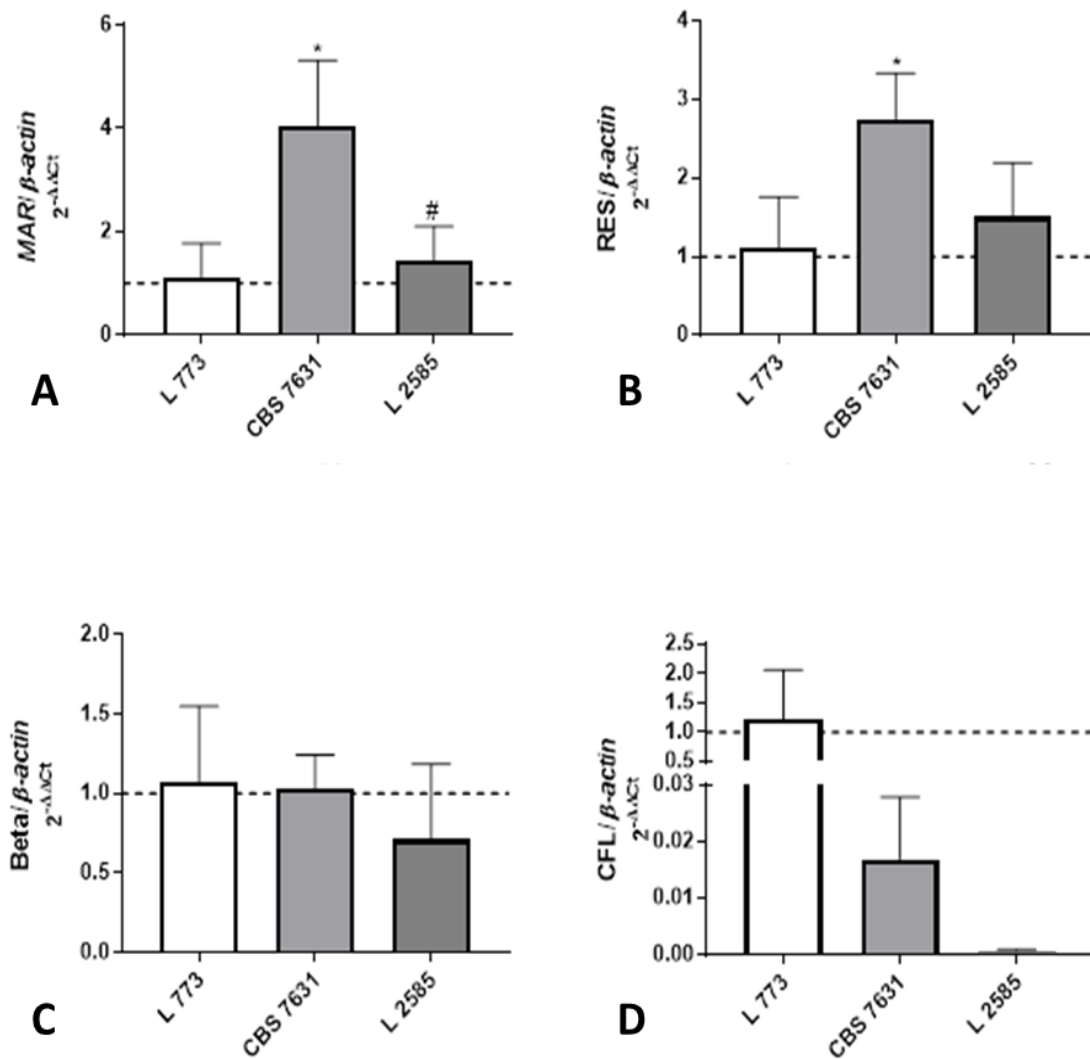 6
4
2
0
MAR/ β-actin
2-ΔΔCt
*
#
L 773
CBS 7631
L 2585
A
4
3
2
1
0
RES/ β-actin
2-ΔΔCt
*
L 773
CBS 7631
L 2585
B
2.0
1.5
1.0
0.5
0.0
Beta/ β-actin
2-ΔΔCt
L 773
CBS 7631
L 2585
C
2.5
2.0
1.5
1.0
0.5
0.03
0.02
0.01
0.00
CFL/ β-actin
2-ΔΔCt
L 773
CBS 7631
L 2585
D